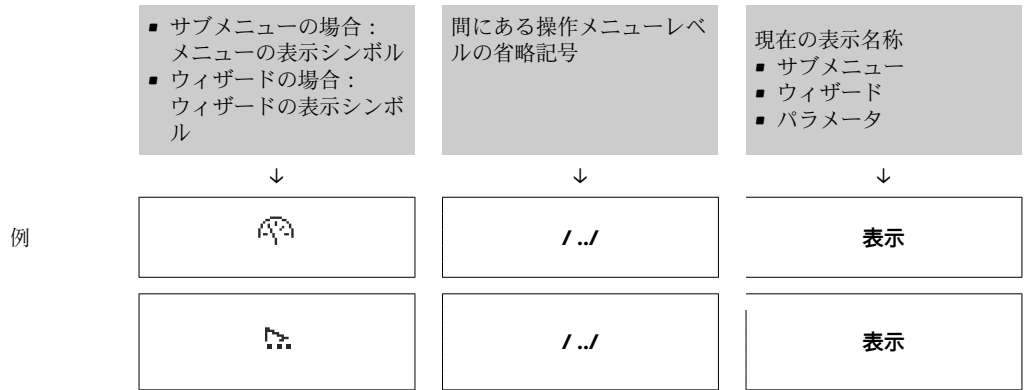 ▪ サブメニューの場合：
メニューの表示シンボル
▪ ウィザードの場合：
ウィザードの表示シンボ
ル
間にある操作メニューレベ
ルの省略記号
現在の表示名称
▪ サブメニュー
▪ ウィザード
▪ パラメータ
↓ ↓ ↓
例
/ ../
表示
/ ../
表示